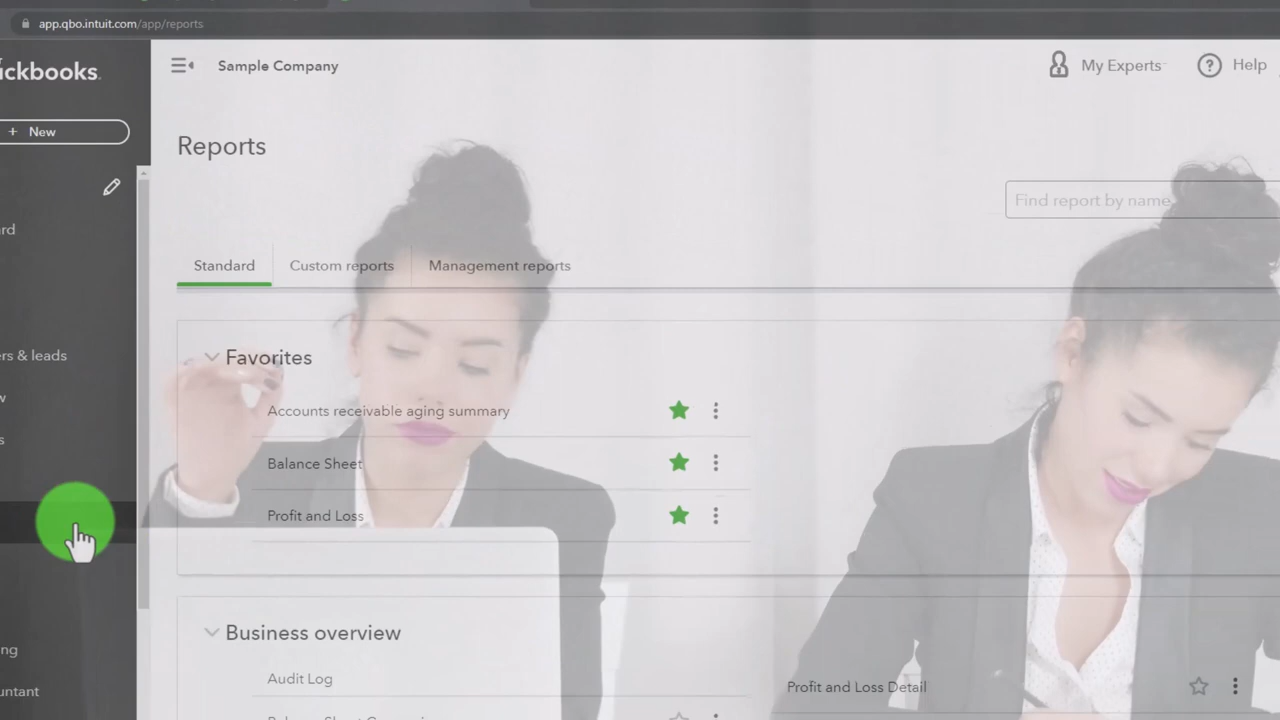 app.qbo.intuit.com/app/reports
ickbooks.
Sample Company
My Experts
Help
+ New
Reports
Find report by name
Standard
Custom reports
Management reports
Favorites
Accounts receivable aging summary
Balance Sheet
Profit and Loss
Business overview
Audit Log
Profit and Loss Detail
rd
rs & leads
w
s
ng
untant